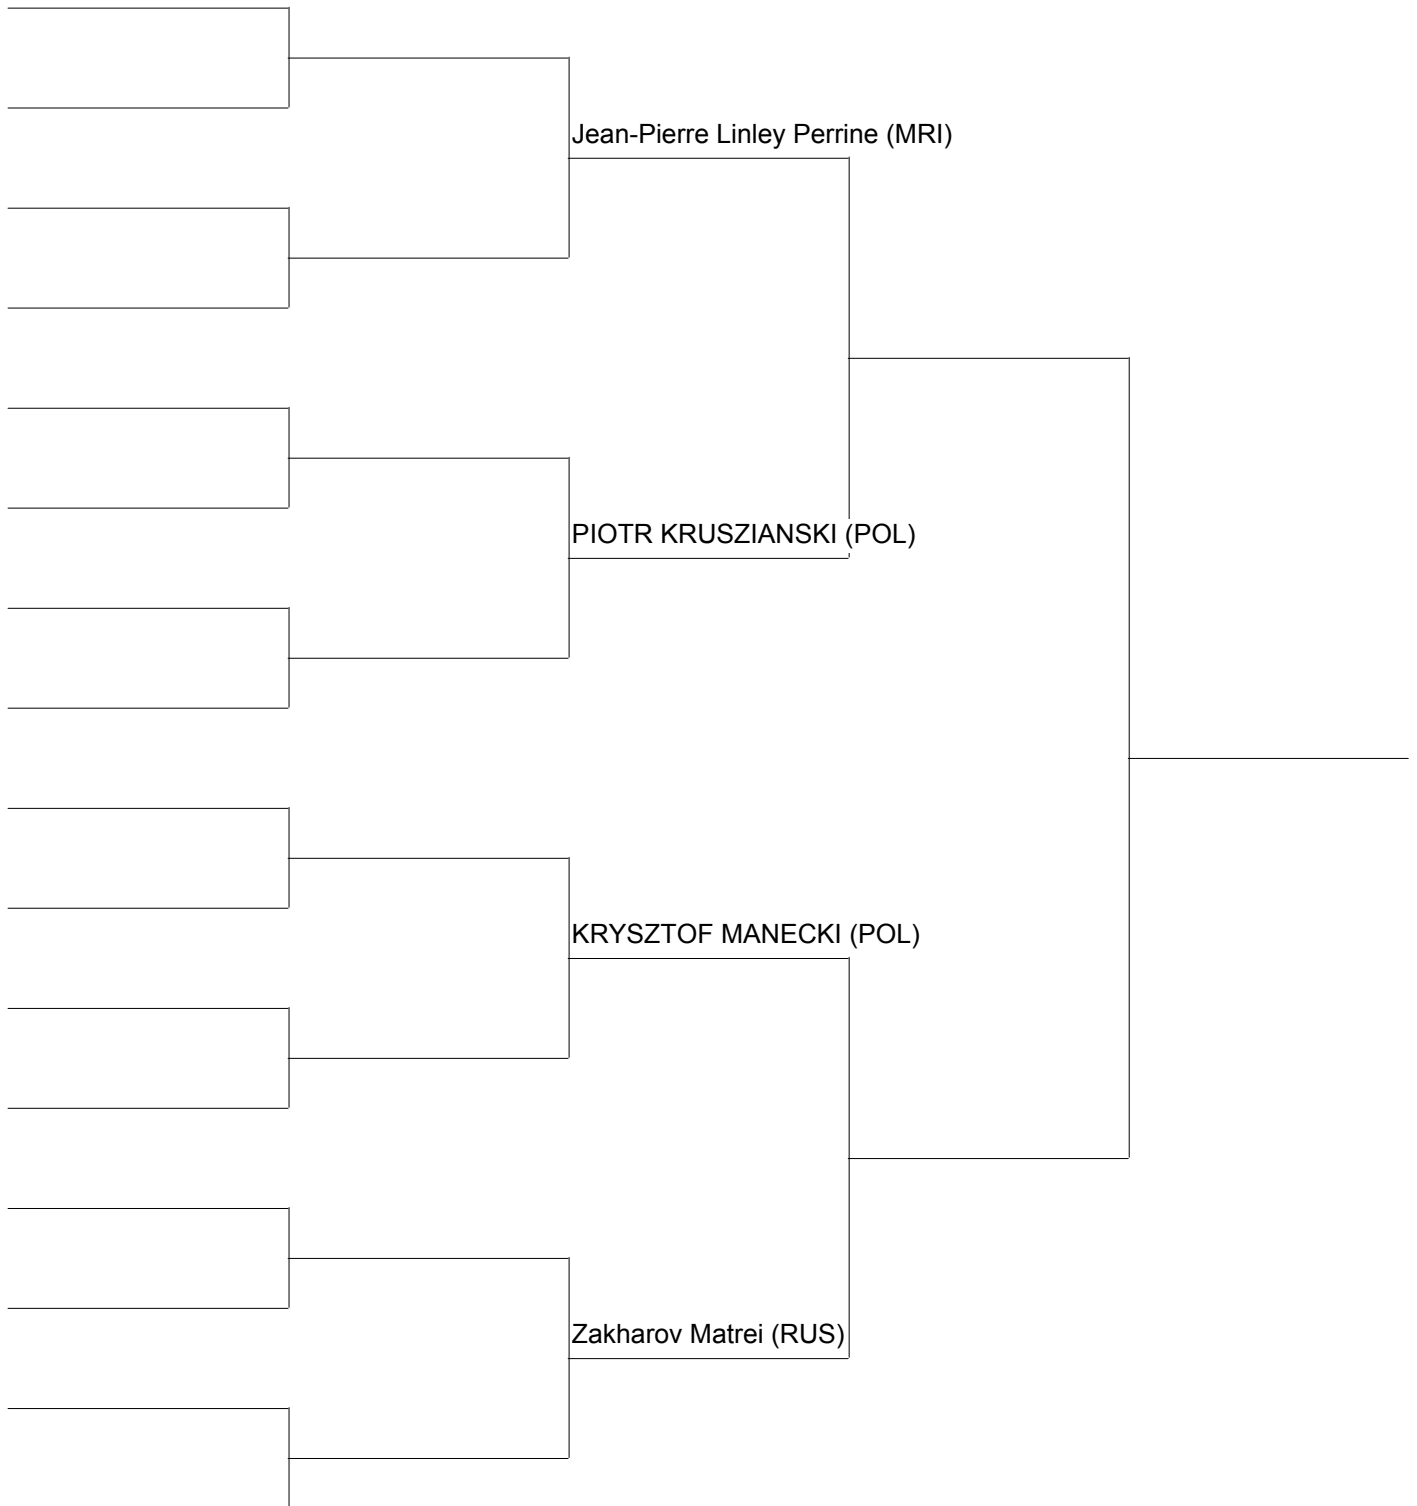 Jean-Pierre Linley Perrine (MRI)
PIOTR KRUSZIANSKI (POL)
KRYSZTOF MANECKI (POL)
Zakharov Matrei (RUS)